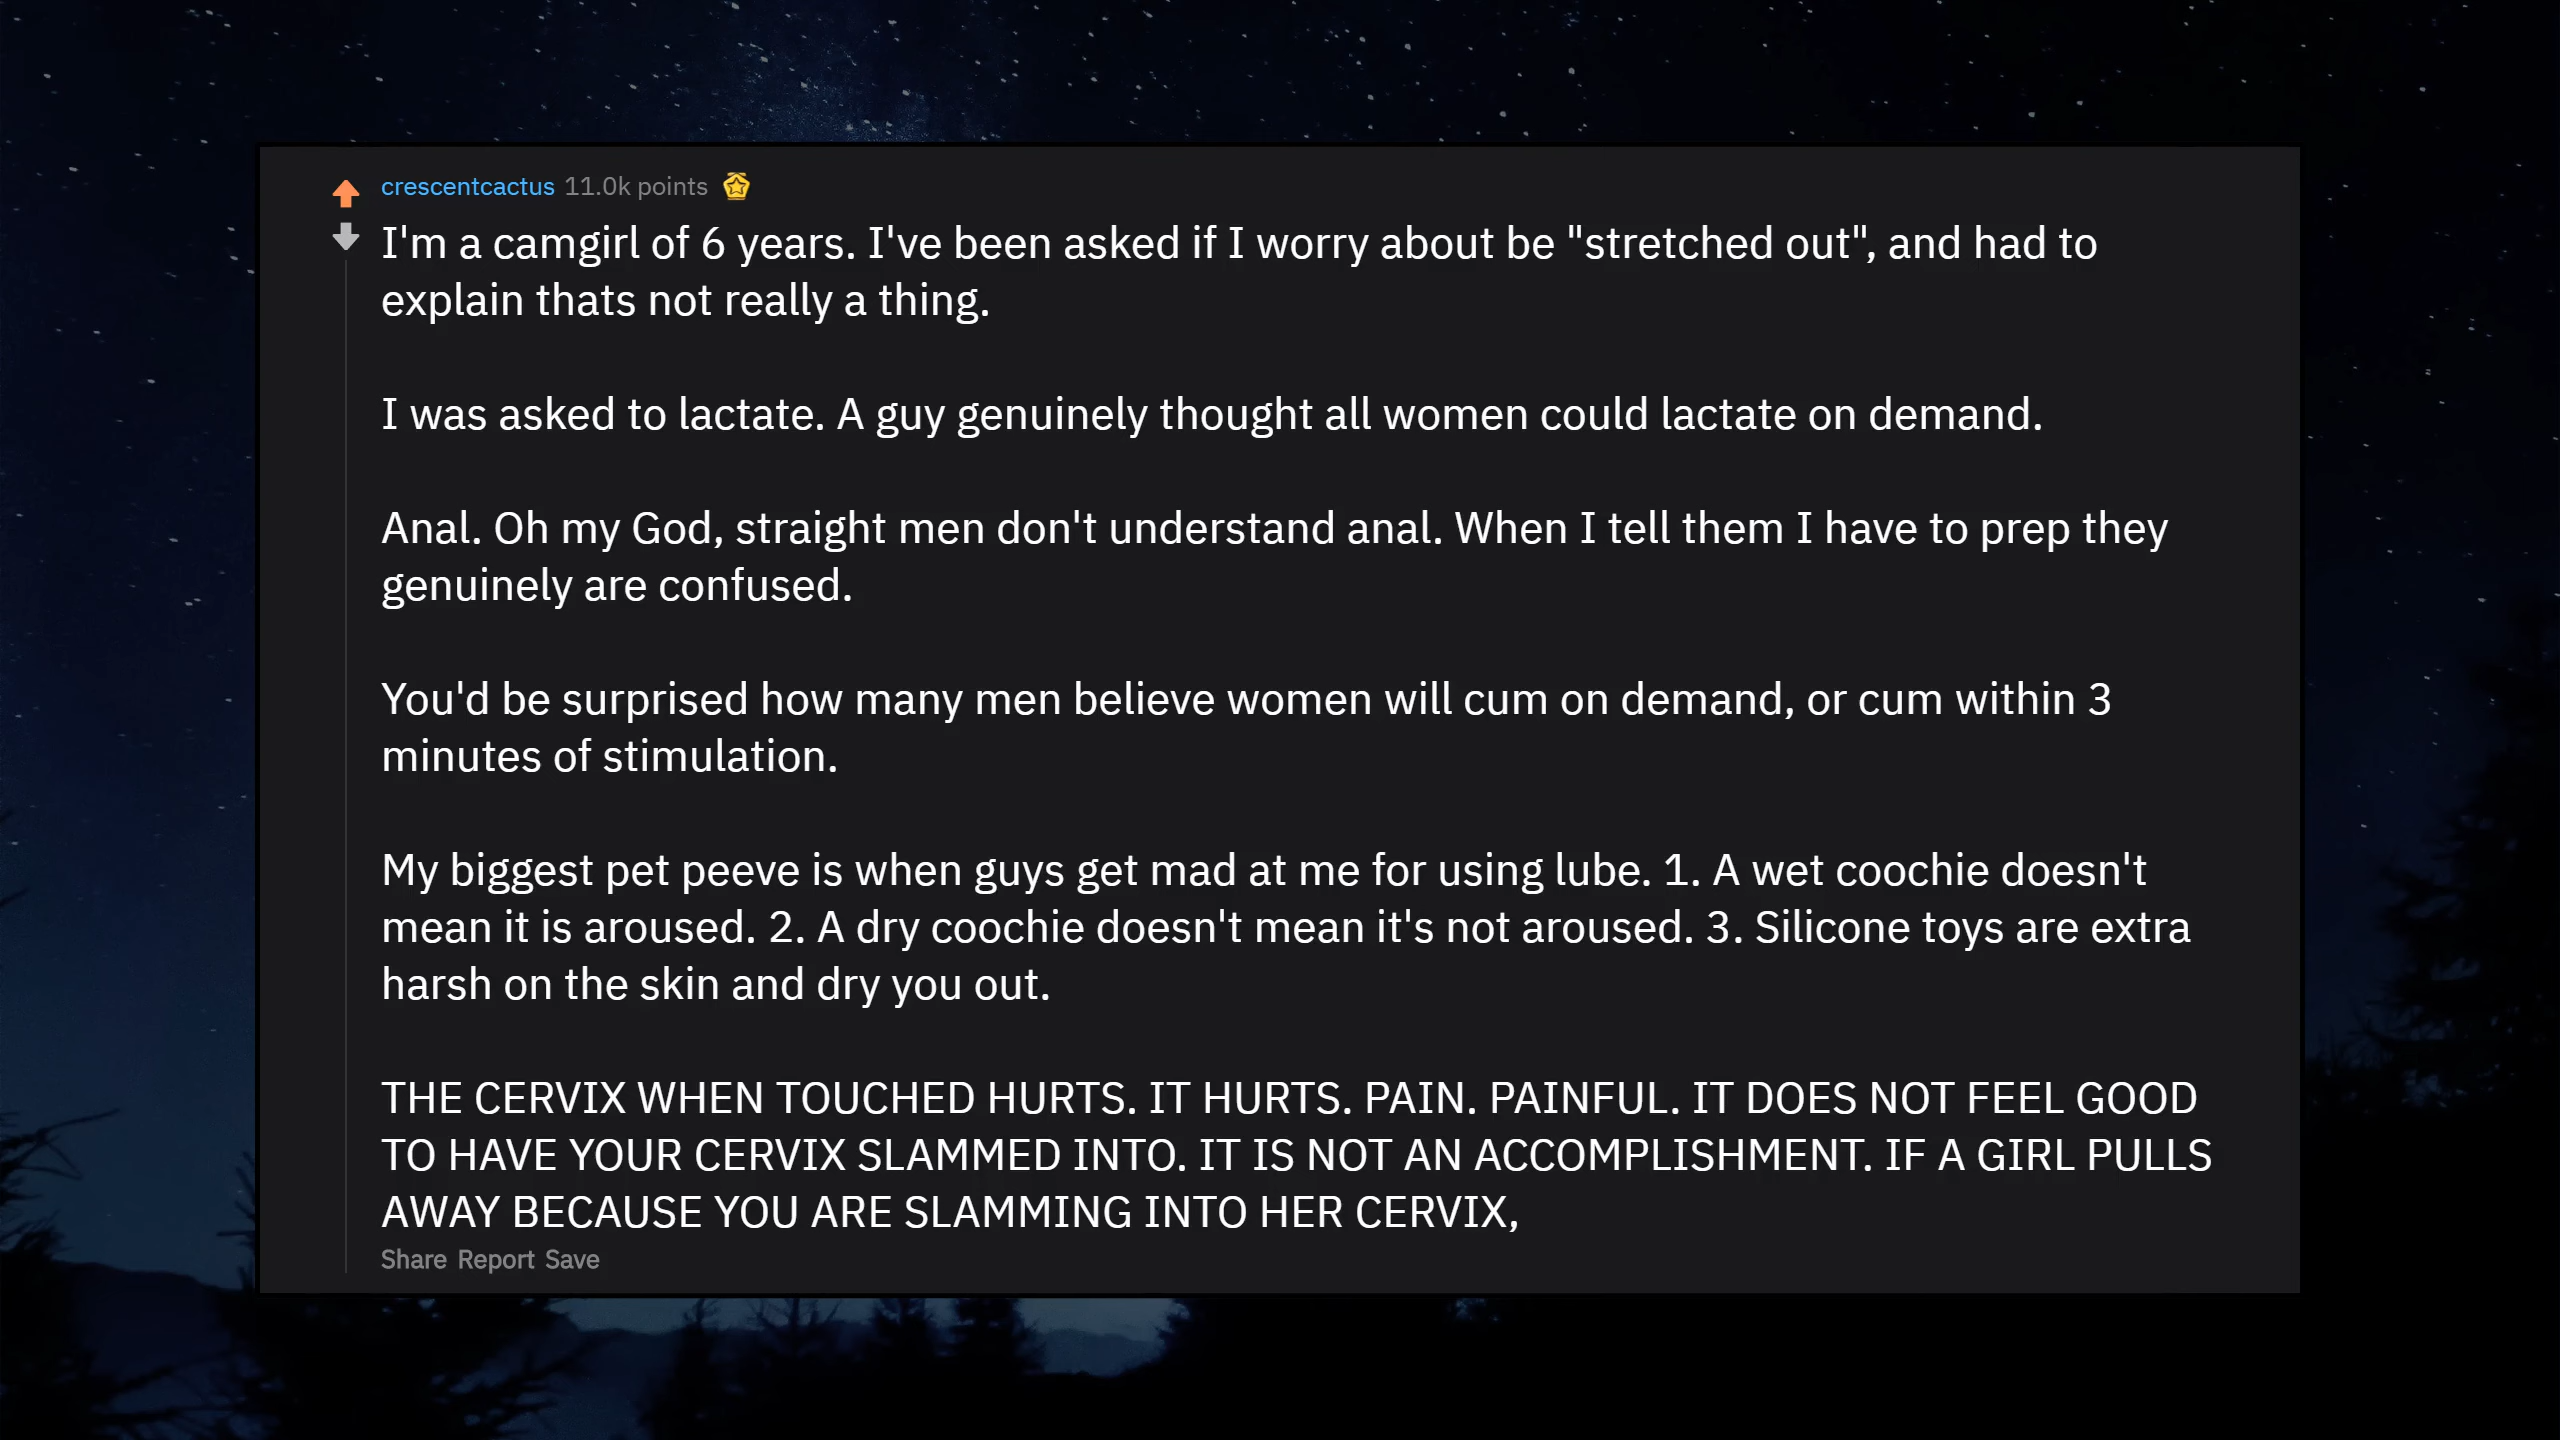 crescentcactus 11.0k points
I'm a camgirl of 6 years. I've been asked if I worry about be "stretched out", and had to
explain thats not really a thing.
I was asked to lactate. A guy genuinely thought all women could lactate on demand.
Anal. Oh my God, straight men don't understand anal. When I tell them I have to prep they
genuinely are confused.
You'd be surprised how many men believe women will cum on demand, or cum within 3
minutes of stimulation.
My biggest pet peeve is when guys get mad at me for using lube. 1. A wet coochie doesn't
mean it is aroused. 2. A dry coochie doesn't mean it's not aroused. 3. Silicone toys are extra
harsh on the skin and dry you out.
THE CERVIX WHEN TOUCHED HURTS. IT HURTS. PAIN. PAINFUL. IT DOES NOT FEEL GOOD
TO HAVE YOUR CERVIX SLAMMED INTO. IT IS NOT AN ACCOMPLISHMENT. IF A GIRL PULLS
AWAY BECAUSE YOU ARE SLAMMING INTO HER CERVIX,
Share Report Save